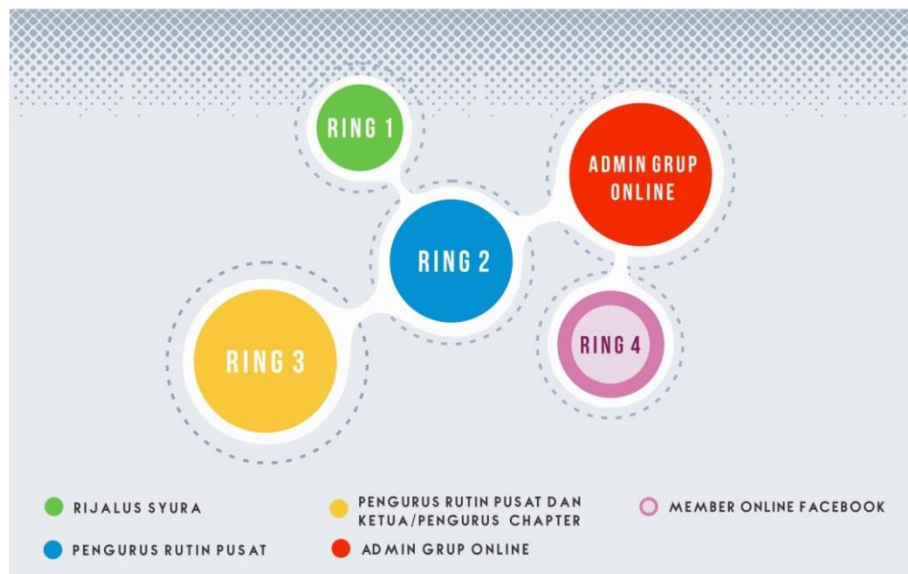 RING 1
ADMIN GRUP
ONLINE
RING 2
RING 3
RING 4
RIJALUS SYURA
PENGURUS RUTIN PUSAT
PENGURUS RUTIN PUSAT DAN
KETUA/PENGURUS CHAPTER
ADMIN GRUP ONLINE
MEMBER ONLINE FACEBOOK